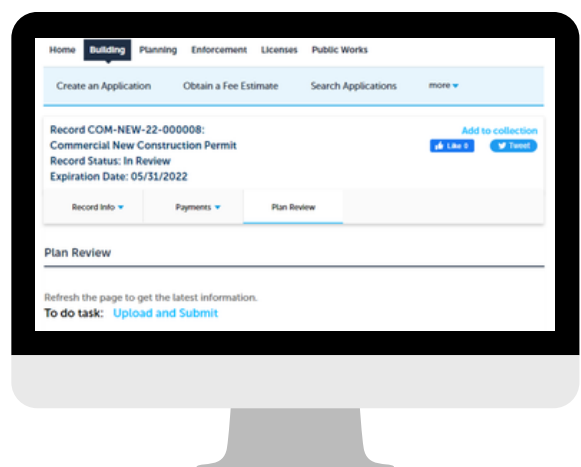 Home Building Planning Enforcement Licenses Public Works
Create an Application Obtain a Fee Estimate Search Applications more
Record COM-NEW-22-000008:
Commercial New Construction Permit
Record Status: In Review
Expiration Date: 05/31/2022
Add to collection
Like 0 Tweet
Record Info Payments Plan Review
Plan Review
Refresh the page to get the latest information.
To do task: Upload and Submit